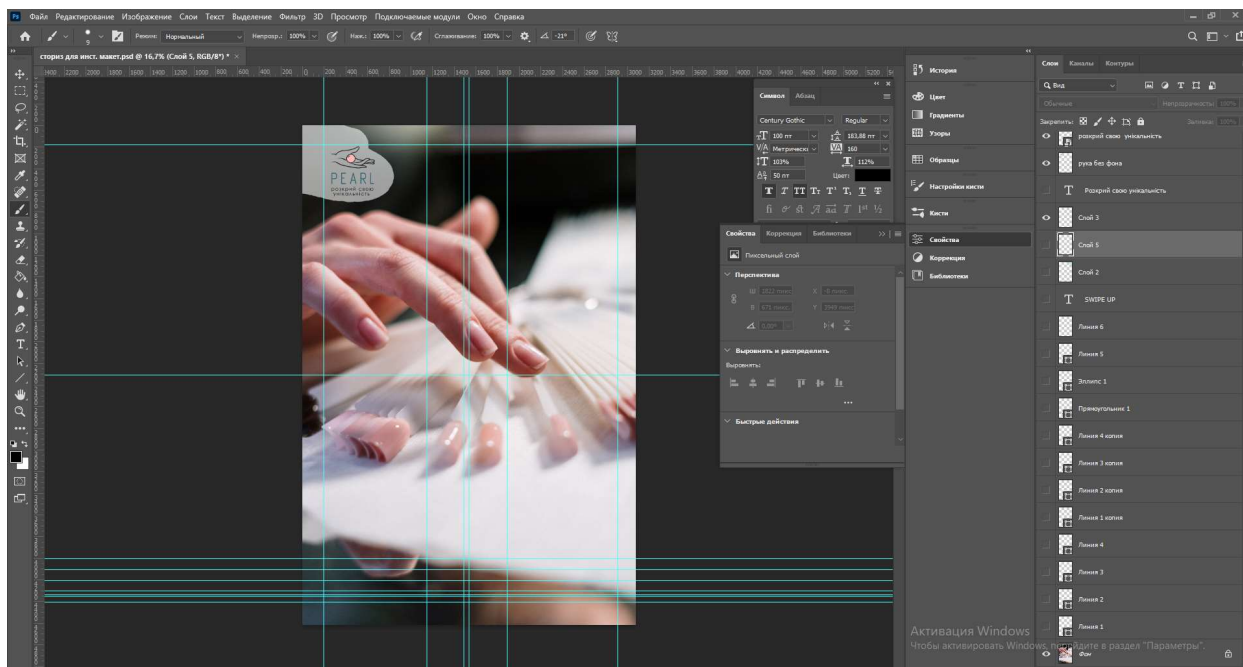 Файл Редактирование Изображение Слои Текст Выделение Фильтр 3D Просмотр Подключаемые модули Окно Справка
Режим: Нормальный Непрозр.: 100% Наж.: 100% Сглаживание: 100% -21°
сториз для инст. макет.psd @ 16,7% (Слой 5, RGB/8*) *
PEARL
розкрий свою
унікальність
Символ Абзац
Century Gothic Regular
100 пт 183,88 пт
Метрически 160
103% 112%
50 пт Цвет:
Свойства Коррекция Библиотеки
Пиксельный слой
Перспектива
Выровнять и распределить
Выровнять:
Быстрые действия
История
Цвет
Градиенты
Узоры
Образцы
Настройки кисти
Кисти
Свойства
Коррекция
Библиотеки
Слои Каналы Контуры
Вид
Обычные Непрозрачность: 100%
Закрепить: Заливка: 100%
розкрий свою унікальність
рука без фона
Розкрий свою унікальність
Слой 3
Слой 5
Слой 2
SWIPE UP
Линия 6
Линия 5
Эллипс 1
Прямоугольник 1
Линия 4 копия
Линия 3 копия
Линия 2 копия
Линия 1 копия
Линия 4
Линия 3
Линия 2
Линия 1
Фон
Активация Windows
Чтобы активировать Windows, перейдите в раздел "Параметры".